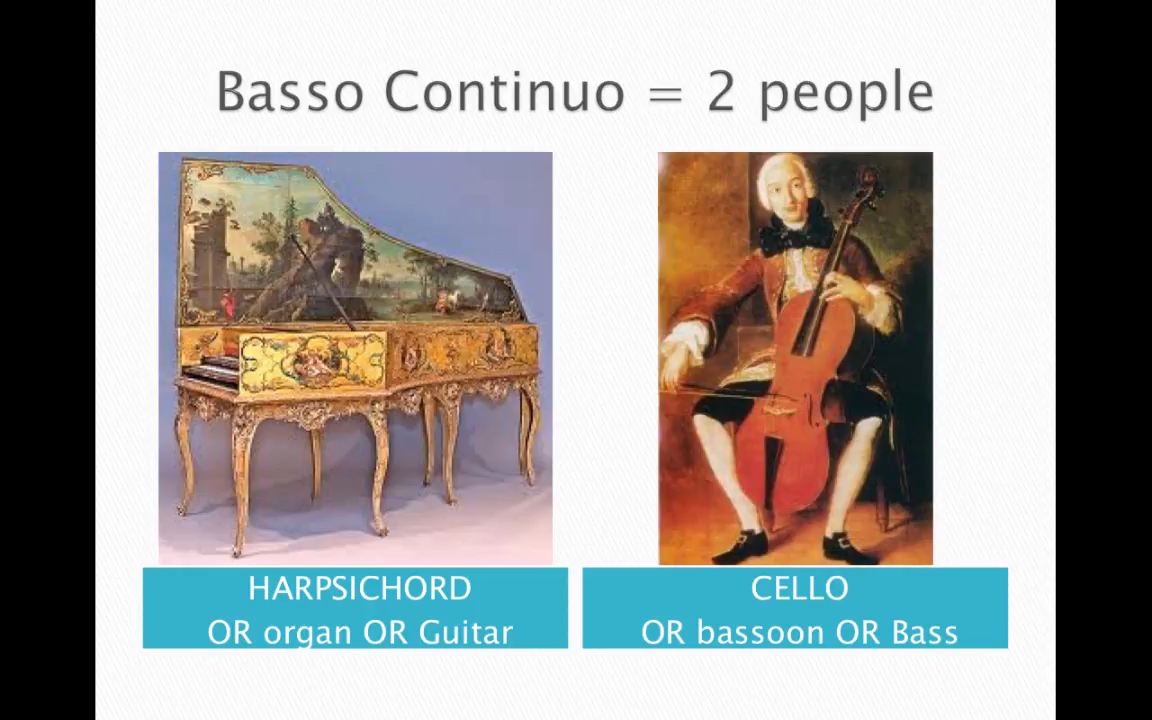 Basso Continuo = 2 people
HARPSICHORD
OR organ OR Guitar
CELLO
OR bassoon OR Bass